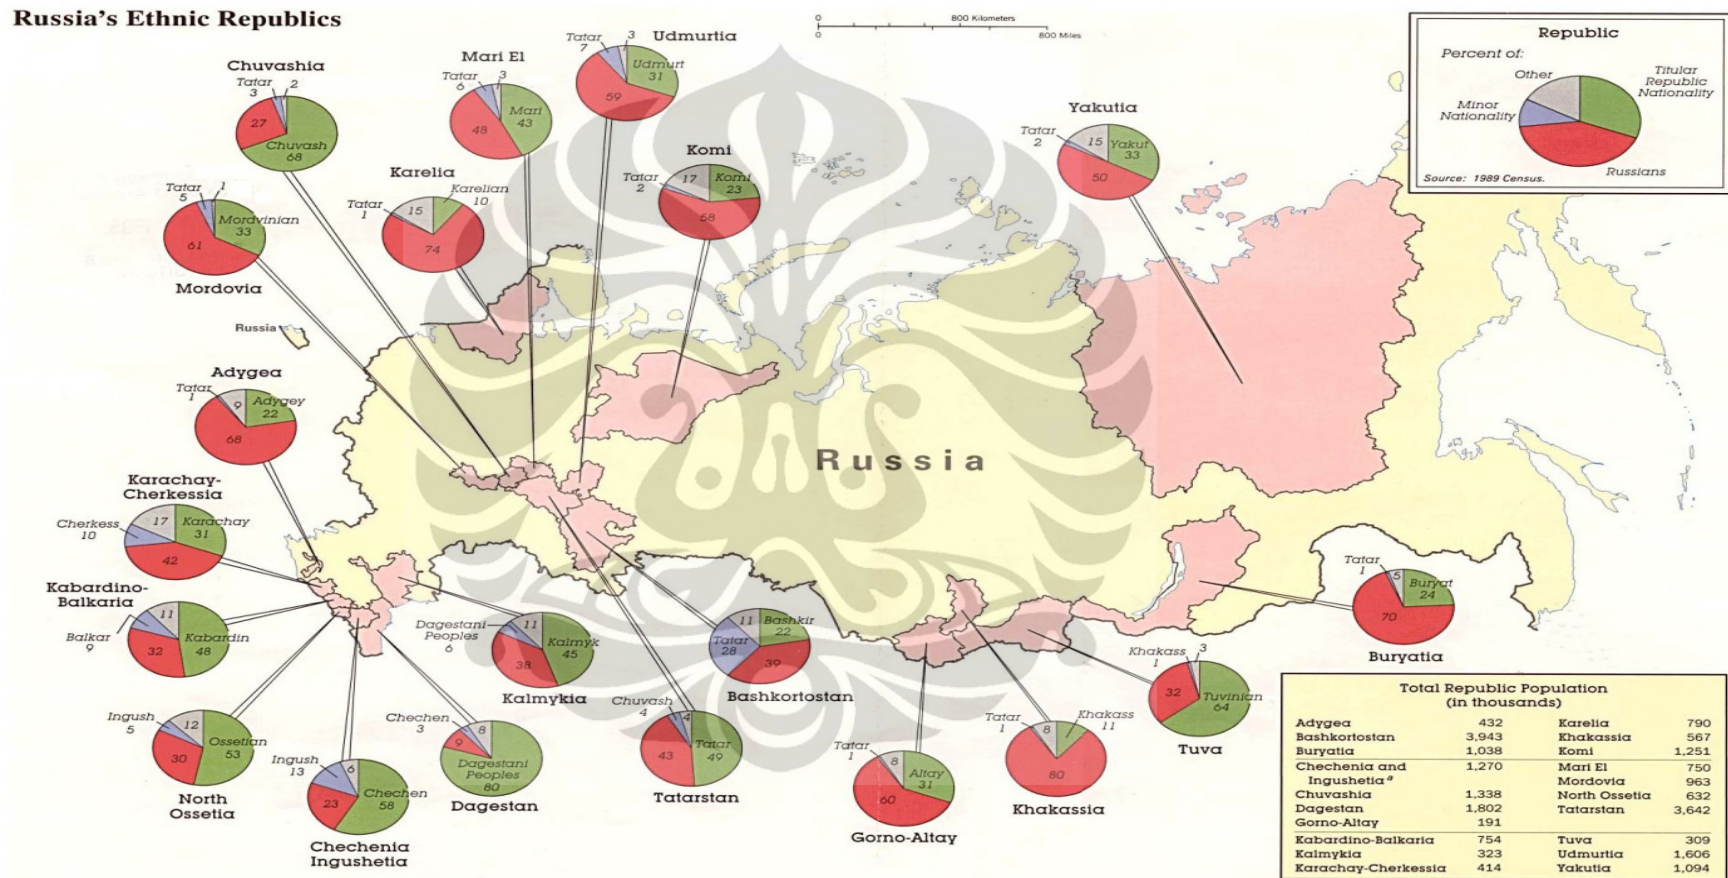 Russia's Ethnic Republics
0 800 Kilometers
0 800 Miles
Republic
Percent of:
Other
Titular
Republic
Nationality
Minor
Nationality
Russians
Source: 1989 Census.
Chuvashia
Tatar
3
2
27
Chuvash
68
Mari El
Tatar
6
3
Mari
43
48
Udmurtia
Tatar
7
3
Udmurt
31
59
Karelia
Karelian
10
Tatar
1
15
74
Komi
Tatar
2
17
Komi
23
58
Yakutia
Tatar
2
15
Yakut
33
50
Tatar
5
1
Mordvinian
33
61
Mordovia
Russia
Adygea
Tatar
1
9
Adygey
22
68
Karachay-
Cherkessia
Cherkess
10
17
Karachay
31
42
Kabardino-
Balkaria
Balkar
9
11
Kabardin
48
32
Ingush
5
12
Ossetian
53
30
North
Ossetia
Ingush
13
6
Chechen
58
23
Chechenia
Ingushetia
Chechen
3
8
9
Dagestani
Peoples
80
Dagestan
Dagestani
Peoples
6
11
Kalmyk
45
38
Kalmykia
Chuvash
4
4
Tatar
49
43
Tatarstan
11
Bashkir
22
Tatar
28
39
Bashkortostan
Russia
Tatar
1
8
Altay
31
60
Gorno-Altay
Tatar
1
8
Khakass
11
80
Khakassia
Khakass
1
3
32
Tuvinian
64
Tuva
Tatar
1
5
Buryat
24
70
Buryatia
Total Republic Population
(in thousands)
Adygea 432 Karelia 790
Bashkortostan 3,943 Khakassia 567
Buryatia 1,038 Komi 1,251
Chechenia and 1,270 Mari El 750
Ingushetia a Mordovia 963
Chuvashia 1,338 North Ossetia 632
Dagestan 1,802 Tatarstan 3,642
Gorno-Altay 191
Kabardino-Balkaria 754 Tuva 309
Kalmykia 323 Udmurtia 1,606
Karachay-Cherkessia 414 Yakutia 1,094